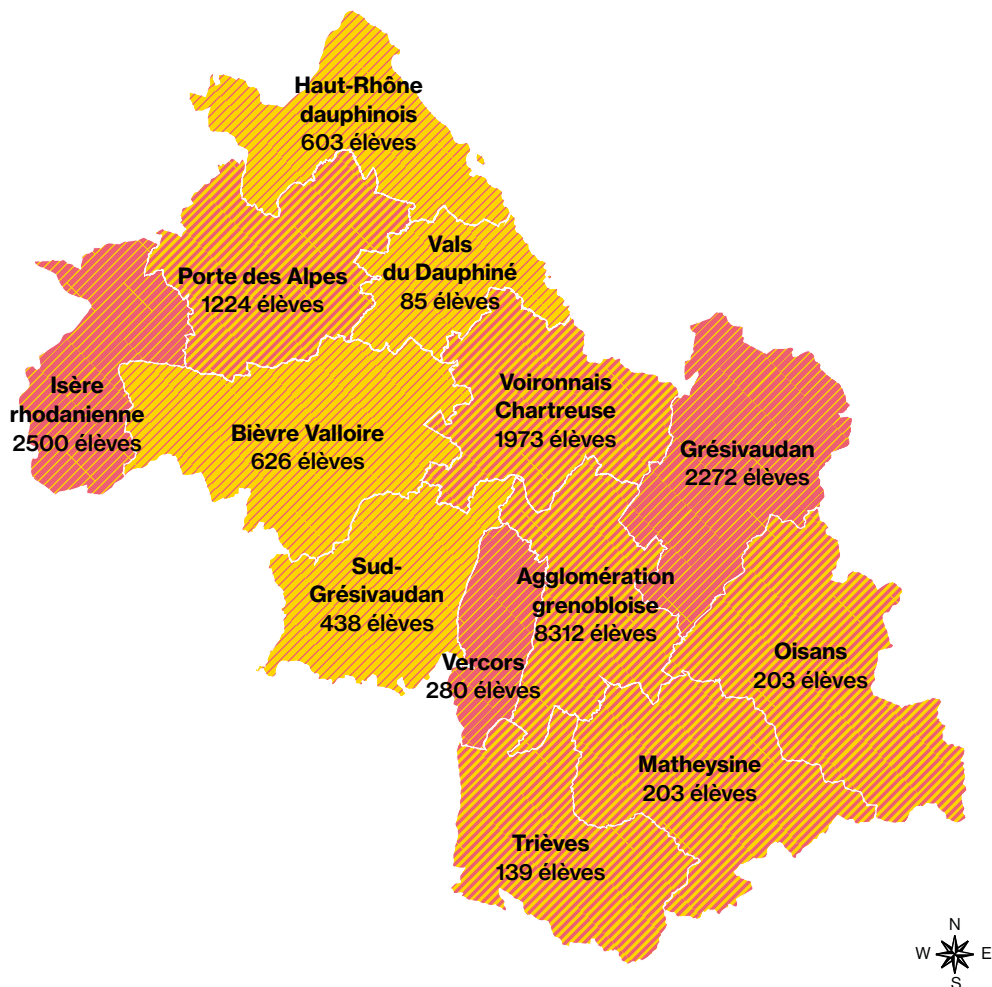 Haut-Rhône
dauphinois
603 élèves
Vals
du Dauphiné
85 élèves
Porte des Alpes
1224 élèves
Isère
rhodanienne
2500 élèves
Voironnais
Chartreuse
1973 élèves
Bièvre Valloire
626 élèves
Grésivaudan
2272 élèves
Sud-
Grésivaudan
438 élèves
Agglomération
grenobloise
8312 élèves
Vercors
280 élèves
Oisans
203 élèves
Matheysine
203 élèves
Trièves
139 élèves
N
W E
S